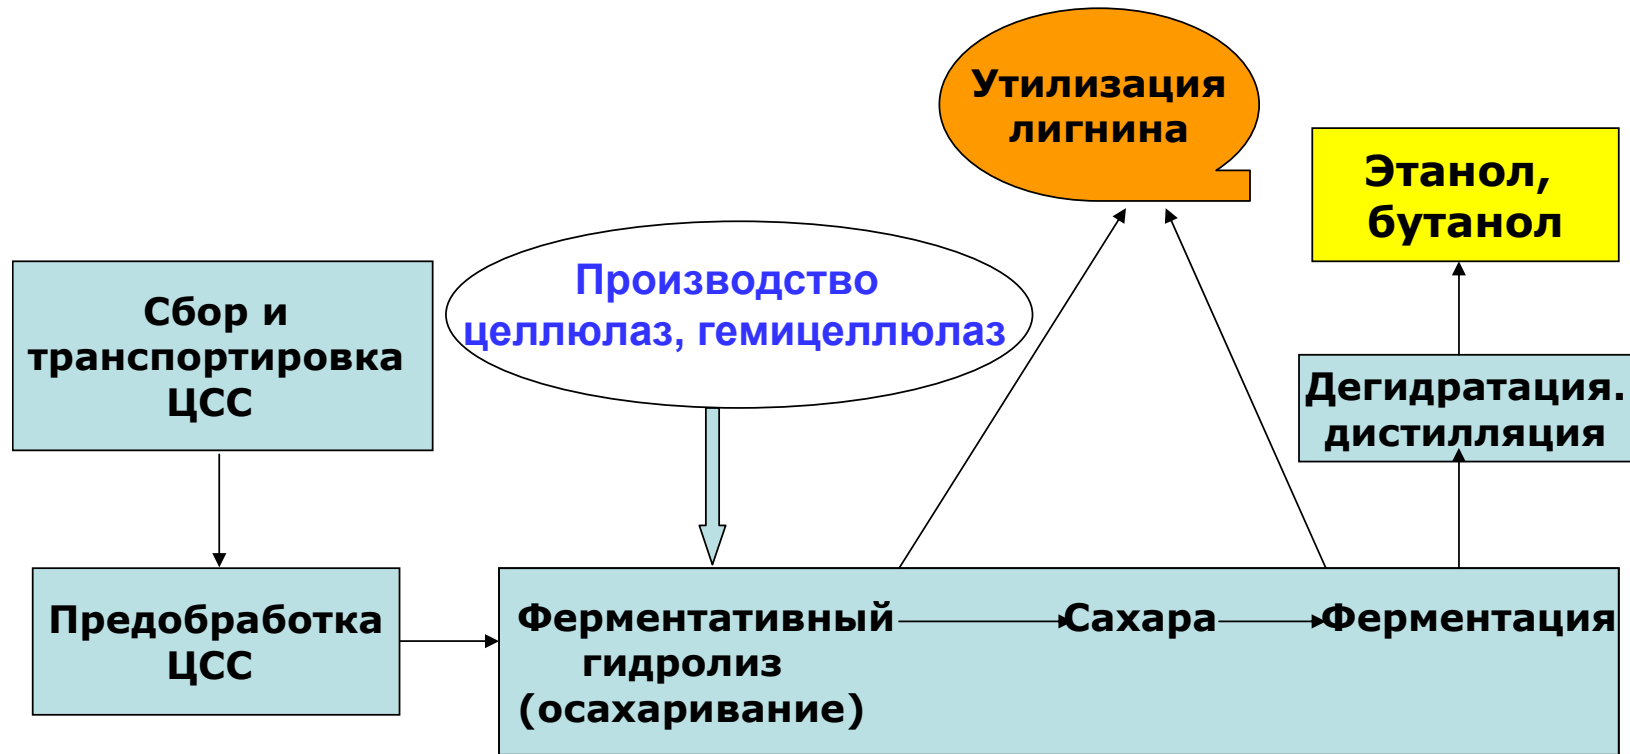 Утилизация
лигнина
Этанол,
бутанол
Производство
целлюлаз, гемицеллюлаз
Сбор и
транспортировка
ЦСС
Дегидратация.
дистилляция
Предобработка
ЦСС
Ферментативный
гидролиз
(осахаривание)
Сахара
Ферментация